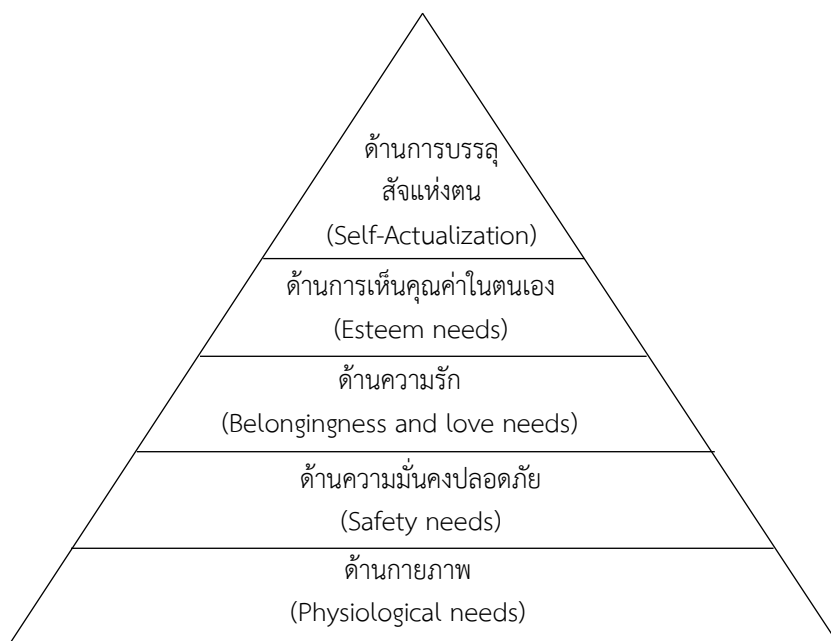 ด้านการบรรลุ
สัจแห่งตน
(Self-Actualization)
ด้านการเห็นคุณค่าในตนเอง
(Esteem needs)
ด้านความรัก
(Belongingness and love needs)
ด้านความมั่นคงปลอดภัย
(Safety needs)
ด้านกายภาพ
(Physiological needs)